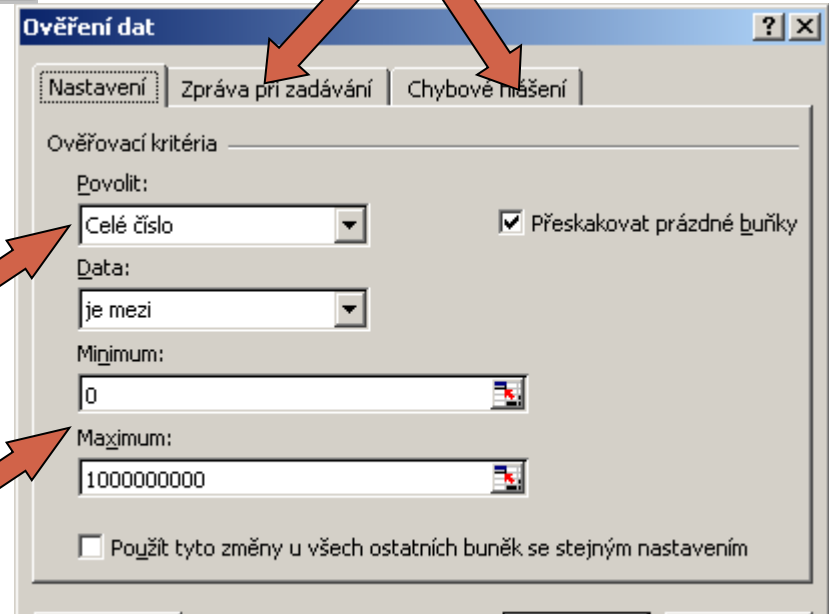 Ověření dat
Nastavení Zpráva při zadávání Chybové hlášení
Ověřovací kritéria
Povolit:
Celé číslo
Přeskakovat prázdné buňky
Data:
je mezi
Minimum:
0
Maximum:
1000000000
Použít tyto změny u všech ostatních buněk se stejným nastavením